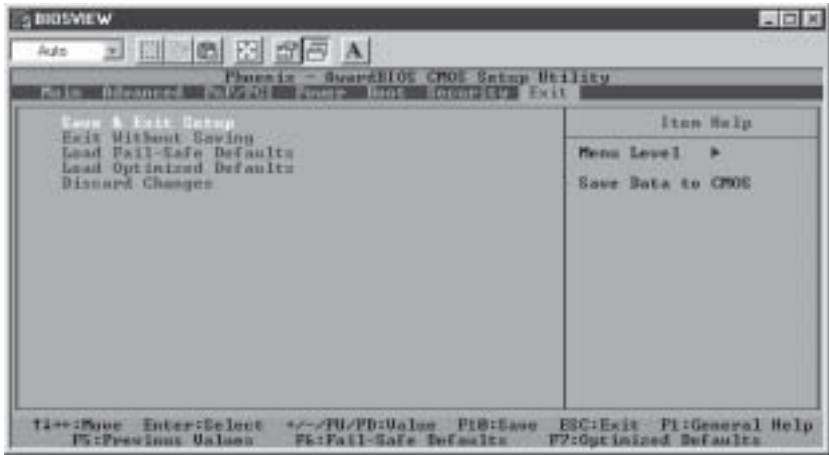 BIOSVIEW
Auto
A
Phoenix - AwardBIOS CMOS Setup Utility
Main Advanced PnP/PCI Power Boot Security Exit
Save & Exit Setup
Exit Without Saving
Load Fail-Safe Defaults
Load Optimized Defaults
Discard Changes
Item Help
Menu Level ▶
Save Data to CMOS
↑↓→←:Move Enter:Select +/-/PU/PD:Value F10:Save ESC:Exit F1:General Help
F5:Previous Values F6:Fail-Safe Defaults F7:Optimized Defaults